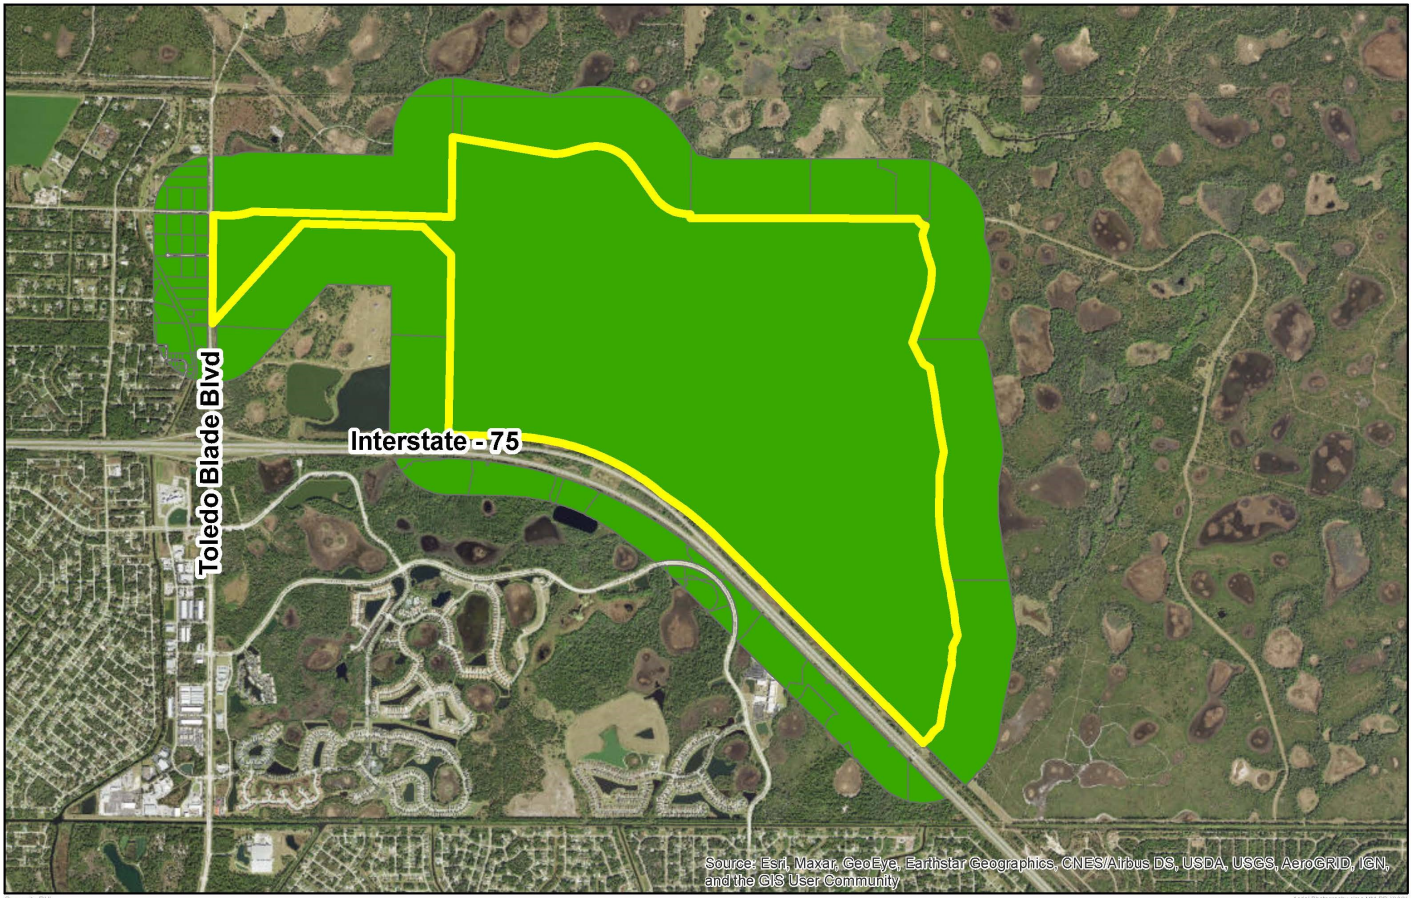 Toledo Blade Blvd
Interstate - 75
Source: Esri, Maxar, GeoEye, Earthstar Geographics, CNES/Airbus DS, USDA, USGS, AeroGRID, IGN,
and the GIS User Community